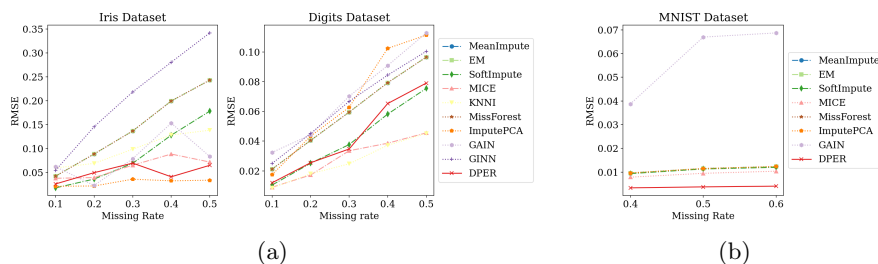 Iris Dataset
RMSE
0.35
0.30
0.25
0.20
0.15
0.10
0.05
0.1 0.2 0.3 0.4 0.5
Missing Rate
Digits Dataset
RMSE
0.10
0.08
0.06
0.04
0.02
0.1 0.2 0.3 0.4 0.5
Missing rate
MeanImpute
EM
SoftImpute
MICE
KNNI
MissForest
ImputePCA
GAIN
GINN
DPER
(a)
MNIST Dataset
RMSE
0.07
0.06
0.05
0.04
0.03
0.02
0.01
0.4 0.5 0.6
Missing Rate
MeanImpute
EM
SoftImpute
MICE
MissForest
ImputePCA
GAIN
DPER
(b)